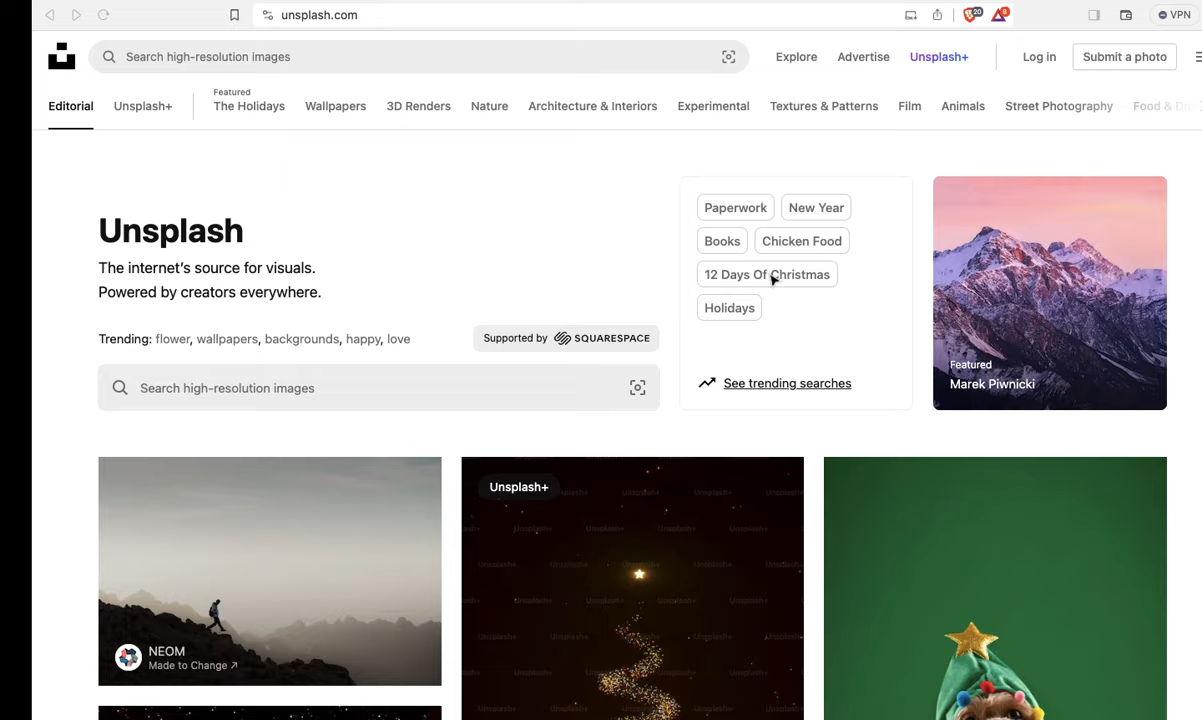 unsplash.com
20
8
VPN
Search high-resolution images
Explore
Advertise
Unsplash+
Log in
Submit a photo
Editorial
Unsplash+
Featured
The Holidays
Wallpapers
3D Renders
Nature
Architecture & Interiors
Experimental
Textures & Patterns
Film
Animals
Street Photography
Food &
Unsplash
The internet's source for visuals.
Powered by creators everywhere.
Trending: flower, wallpapers, backgrounds, happy, love
Supported by SQUARESPACE
Search high-resolution images
Paperwork
New Year
Books
Chicken Food
12 Days Of Christmas
Holidays
See trending searches
Featured
Marek Piwnicki
NEOM
Made to Change ↗
Unsplash+